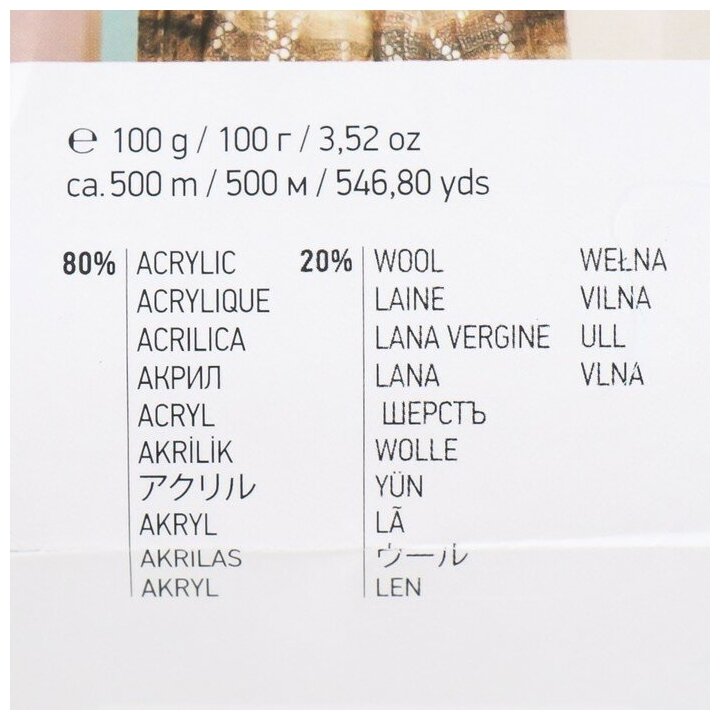 ℮ 100 g / 100 г / 3,52 oz
ca. 500 m / 500 м / 546,80 yds
80%
ACRYLIC
ACRYLIQUE
ACRILICA
АКРИЛ
ACRYL
AKRİLİK
アクリル
AKRYL
AKRILAS
AKRYL
20%
WOOL
LAINE
LANA VERGINE
LANA
ШЕРСТЪ
WOLLE
YÜN
LÃ
ウール
LEN
WEŁNA
VILNA
ULL
VLNA